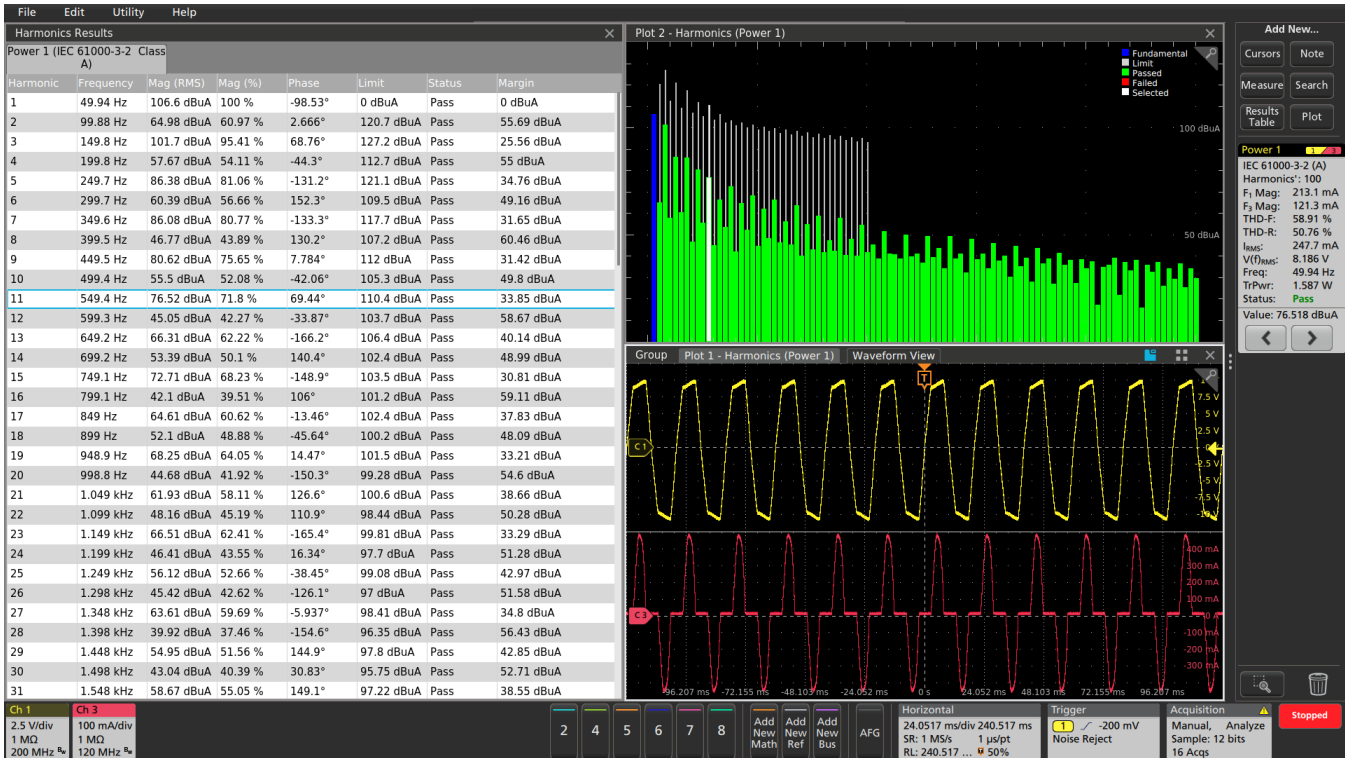 File Edit Utility Help
Harmonics Results
Power 1 (IEC 61000-3-2 Class A)
Harmonic Frequency Mag (RMS) Mag (%) Phase Limit Status Margin
1 49.94 Hz 106.6 dBuA 100 % -98.53° 0 dBuA Pass 0 dBuA
2 99.88 Hz 64.98 dBuA 60.97 % 2.666° 120.7 dBuA Pass 55.69 dBuA
3 149.8 Hz 101.7 dBuA 95.41 % 68.76° 127.2 dBuA Pass 25.56 dBuA
4 199.8 Hz 57.67 dBuA 54.11 % -44.3° 112.7 dBuA Pass 55 dBuA
5 249.7 Hz 86.38 dBuA 81.06 % -131.2° 121.1 dBuA Pass 34.76 dBuA
6 299.7 Hz 60.39 dBuA 56.66 % 152.3° 109.5 dBuA Pass 49.16 dBuA
7 349.6 Hz 86.08 dBuA 80.77 % -133.3° 117.7 dBuA Pass 31.65 dBuA
8 399.5 Hz 46.77 dBuA 43.89 % 130.2° 107.2 dBuA Pass 60.46 dBuA
9 449.5 Hz 80.62 dBuA 75.65 % 7.784° 112 dBuA Pass 31.42 dBuA
10 499.4 Hz 55.5 dBuA 52.08 % -42.06° 105.3 dBuA Pass 49.8 dBuA
11 549.4 Hz 76.52 dBuA 71.8 % 69.44° 110.4 dBuA Pass 33.85 dBuA
12 599.3 Hz 45.05 dBuA 42.27 % -33.87° 103.7 dBuA Pass 58.67 dBuA
13 649.2 Hz 66.31 dBuA 62.22 % -166.2° 106.4 dBuA Pass 40.14 dBuA
14 699.2 Hz 53.39 dBuA 50.1 % 140.4° 102.4 dBuA Pass 48.99 dBuA
15 749.1 Hz 72.71 dBuA 68.23 % -148.9° 103.5 dBuA Pass 30.81 dBuA
16 799.1 Hz 42.1 dBuA 39.51 % 106° 101.2 dBuA Pass 59.11 dBuA
17 849 Hz 64.61 dBuA 60.62 % -13.46° 102.4 dBuA Pass 37.83 dBuA
18 899 Hz 52.1 dBuA 48.88 % -45.64° 100.2 dBuA Pass 48.09 dBuA
19 948.9 Hz 68.25 dBuA 64.05 % 14.47° 101.5 dBuA Pass 33.21 dBuA
20 998.8 Hz 44.68 dBuA 41.92 % -150.3° 99.28 dBuA Pass 54.6 dBuA
21 1.049 kHz 61.93 dBuA 58.11 % 126.6° 100.6 dBuA Pass 38.66 dBuA
22 1.099 kHz 48.16 dBuA 45.19 % 110.9° 98.44 dBuA Pass 50.28 dBuA
23 1.149 kHz 66.51 dBuA 62.41 % -165.4° 99.81 dBuA Pass 33.29 dBuA
24 1.199 kHz 46.41 dBuA 43.55 % 16.34° 97.7 dBuA Pass 51.28 dBuA
25 1.249 kHz 56.12 dBuA 52.66 % -38.45° 99.08 dBuA Pass 42.97 dBuA
26 1.298 kHz 45.42 dBuA 42.62 % -126.1° 97 dBuA Pass 51.58 dBuA
27 1.348 kHz 63.61 dBuA 59.69 % -5.937° 98.41 dBuA Pass 34.8 dBuA
28 1.398 kHz 39.92 dBuA 37.46 % -154.6° 96.35 dBuA Pass 56.43 dBuA
29 1.448 kHz 54.95 dBuA 51.56 % 144.9° 97.8 dBuA Pass 42.85 dBuA
30 1.498 kHz 43.04 dBuA 40.39 % 30.83° 95.75 dBuA Pass 52.71 dBuA
31 1.548 kHz 58.67 dBuA 55.05 % 149.1° 97.22 dBuA Pass 38.55 dBuA
Plot 2 - Harmonics (Power 1)
Fundamental
Limit
Passed
Failed
Selected
100 dBuA
50 dBuA
Group Plot 1 - Harmonics (Power 1) Waveform View
T
7.5 V
5 V
2.5 V
C1
-2.5 V
-5 V
-7.5 V
-10 V
400 mA
300 mA
200 mA
100 mA
C3
0 A
-100 mA
-200 mA
-300 mA
-96.207 ms -72.155 ms -48.103 ms -24.052 ms 0 s 24.052 ms 48.103 ms 72.155 ms 96.207 ms
Add New...
Cursors Note
Measure Search
Results Table Plot
Power 1 1 3
IEC 61000-3-2 (A)
Harmonics': 100
F₁ Mag: 213.1 mA
F₃ Mag: 121.3 mA
THD-F: 58.91 %
THD-R: 50.76 %
IRMS: 247.7 mA
V(f)RMS: 8.186 V
Freq: 49.94 Hz
TrPwr: 1.587 W
Status: Pass
Value: 76.518 dBuA
Ch 1
2.5 V/div
1 MΩ
200 MHz Bw
Ch 3
100 mA/div
1 MΩ
120 MHz Bw
2 4 5 6 7 8
Add New Math
Add New Ref
Add New Bus
AFG
Horizontal
24.0517 ms/div 240.517 ms
SR: 1 MS/s 1 µs/pt
RL: 240.517 ... 50%
Trigger
1 -200 mV
Noise Reject
Acquisition
Manual, Analyze
Sample: 12 bits
16 Acqs
Stopped